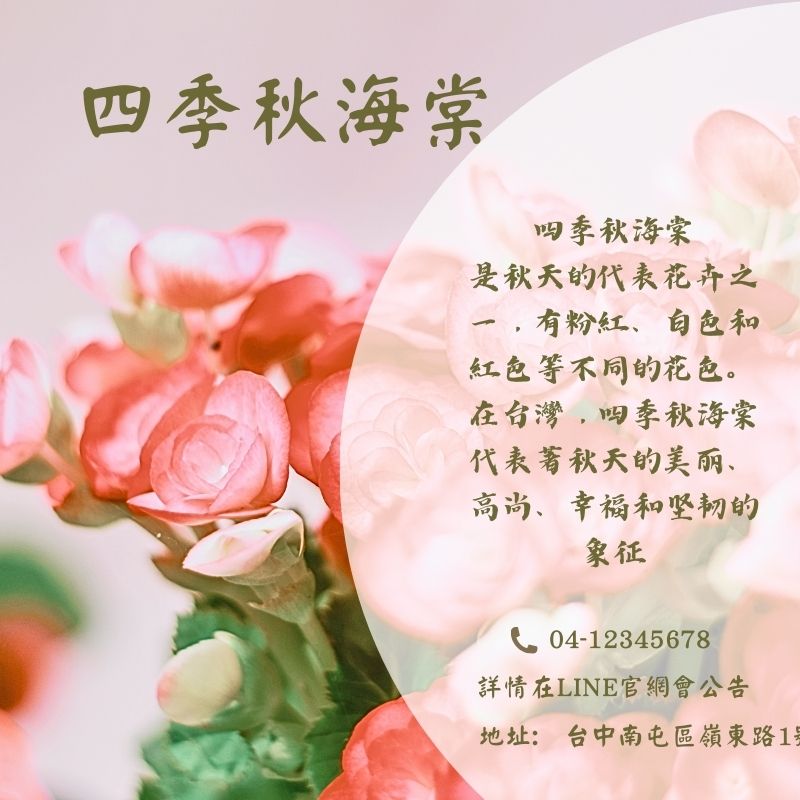 四季秋海棠
四季秋海棠
是秋天的代表花卉之
一，有粉紅、自色和
紅色等不同的花色。
在台灣，四季秋海棠
代表著秋天的美丽、
高尚、幸福和坚韧的
象征
04-12345678
詳情在LINE官網會公告
地址: 台中南屯區嶺東路1號